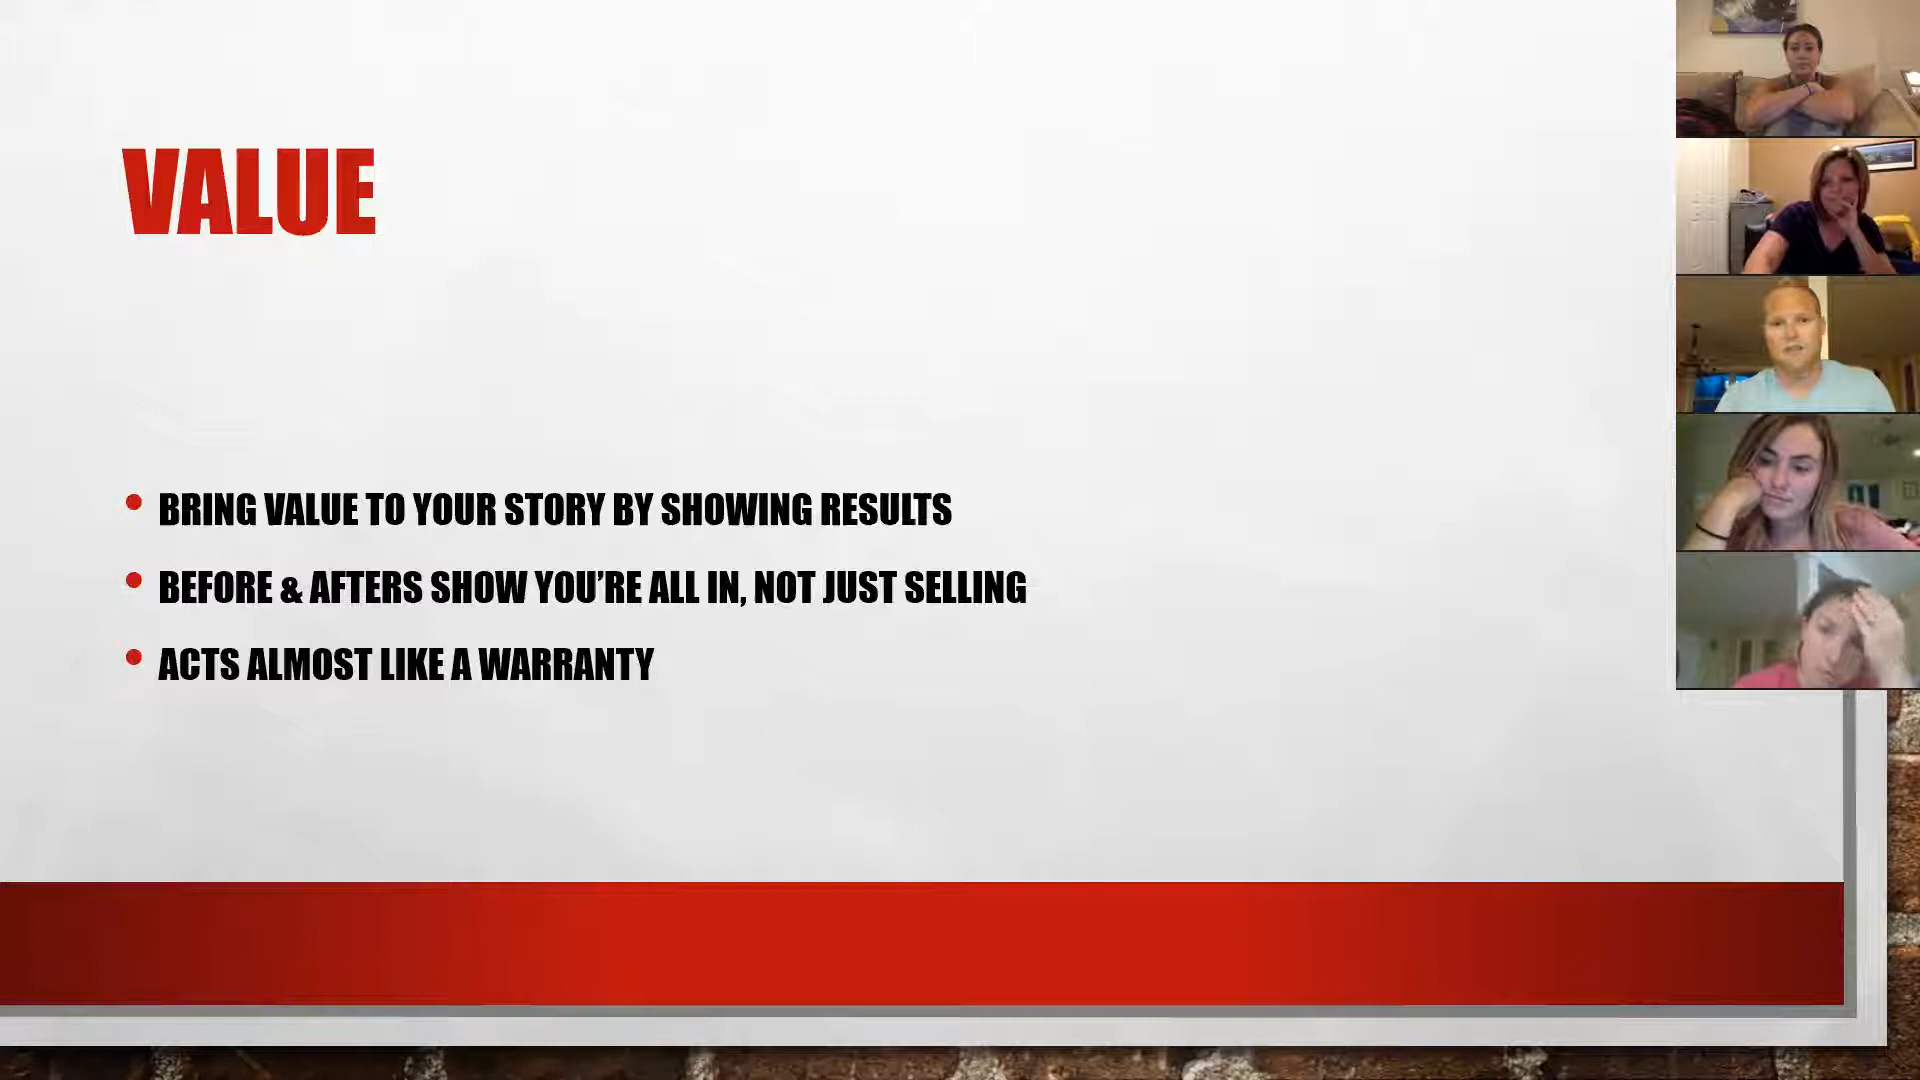 VALUE
• BRING VALUE TO YOUR STORY BY SHOWING RESULTS
• BEFORE & AFTERS SHOW YOU’RE ALL IN, NOT JUST SELLING
• ACTS ALMOST LIKE A WARRANTY